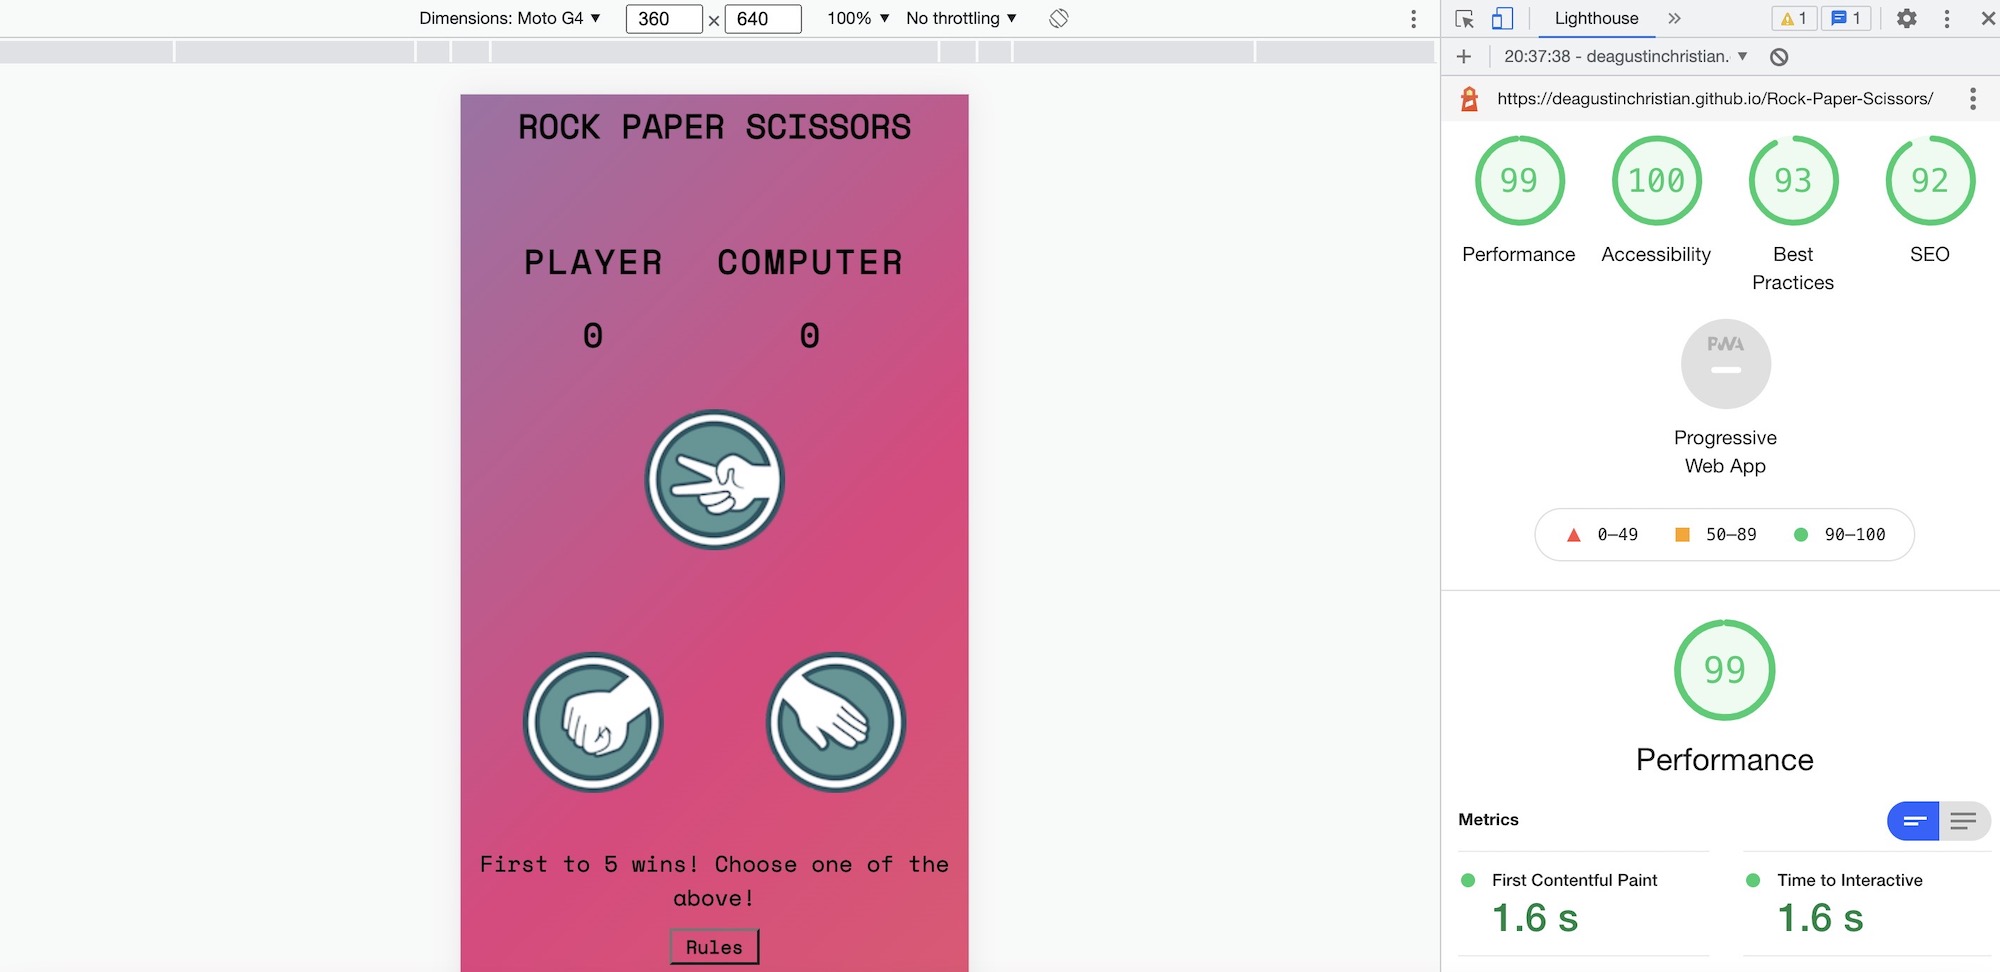 Dimensions: Moto G4 ▼ 360 × 640 100% ▼ No throttling ▼
Lighthouse » 1 1
20:37:38 - deagustinchristian. ▼
https://deagustinchristian.github.io/Rock-Paper-Scissors/
ROCK PAPER SCISSORS
PLAYER COMPUTER
0 0
First to 5 wins! Choose one of the
above!
Rules
99 100 93 92
Performance Accessibility Best SEO
Practices
PWA
Progressive
Web App
0–49 50–89 90–100
99
Performance
Metrics
First Contentful Paint Time to Interactive
1.6 s 1.6 s